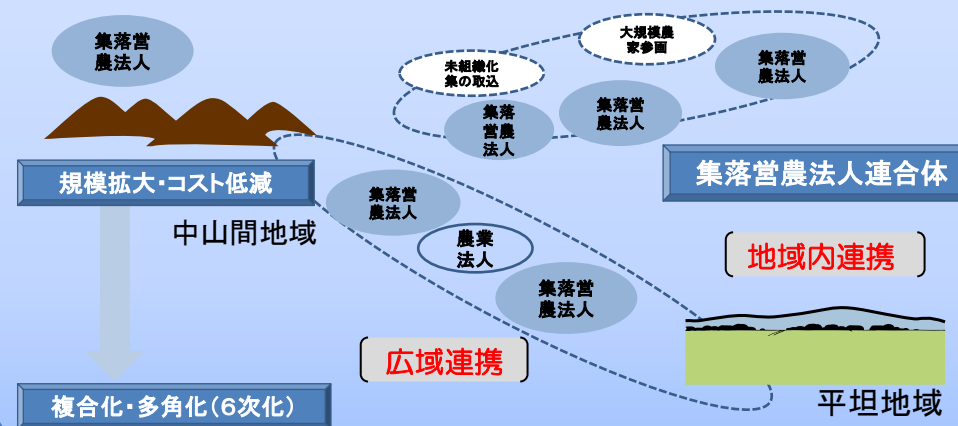 集落営
農法人
大規模農
家参画
未組織化
集の取込
集落営
農法人
集落
営農
法人
集落営
農法人
規模拡大・コスト低減
集落営農法人連合体
集落営
農法人
中山間地域
農業
法人
地域内連携
集落営
農法人
広域連携
複合化・多角化(6次化)
平坦地域